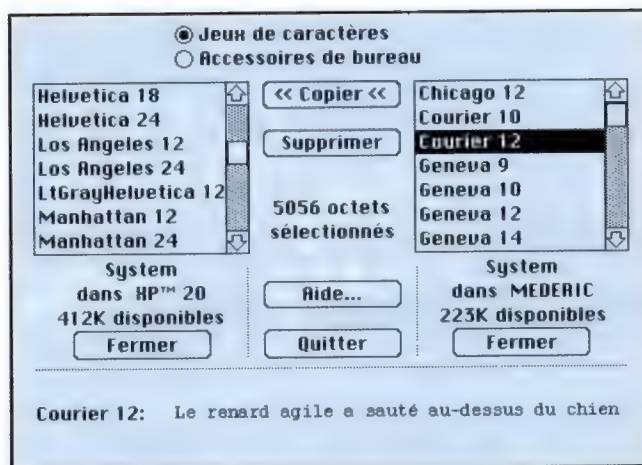 Jeux de caractères
Accessoires de bureau
Helvetica 18
Helvetica 24
Los Angeles 12
Los Angeles 24
LtGrayHelvetica 12
Manhattan 12
Manhattan 24
<< Copier <<
Supprimer
5056 octets
sélectionnés
Chicago 12
Courier 10
Courier 12
Geneva 9
Geneva 10
Geneva 12
Geneva 14
System
dans HP™ 20
412K disponibles
Fermer
Aide...
Quitter
System
dans MEDERIC
223K disponibles
Fermer
Courier 12: Le renard agile a sauté au-dessus du chien